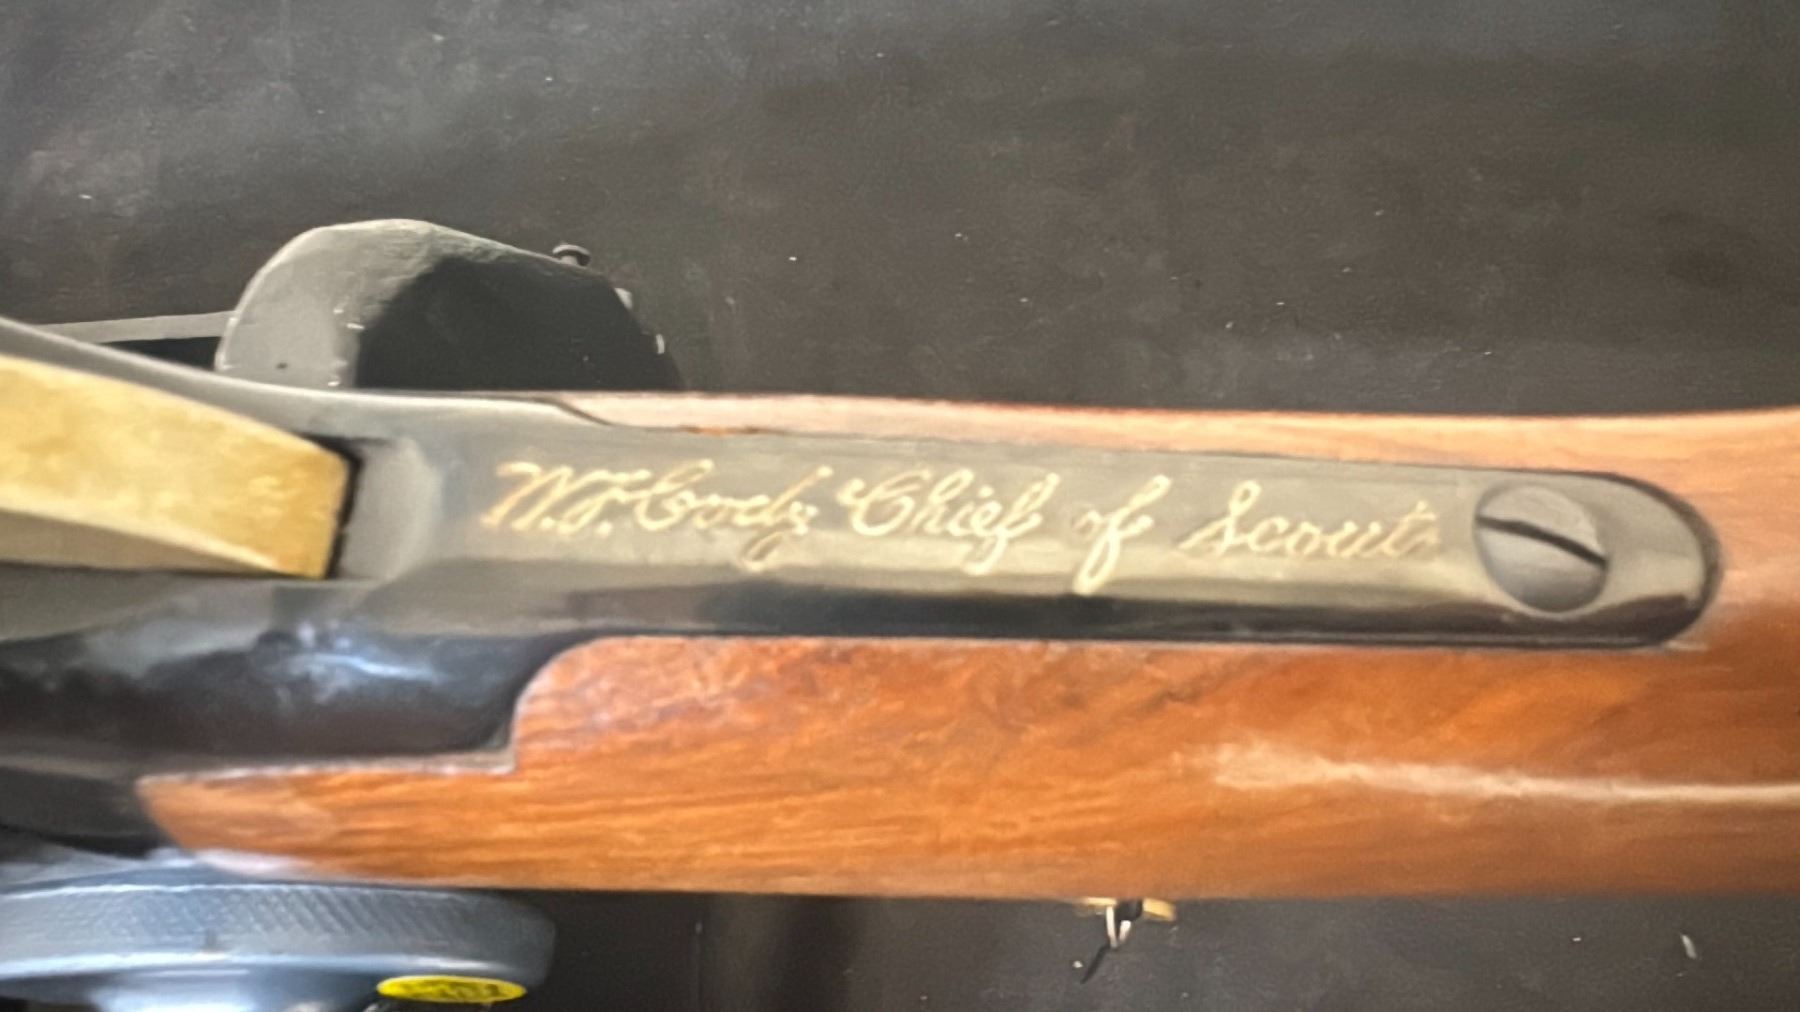 W.F. Cody, Chief of Scouts